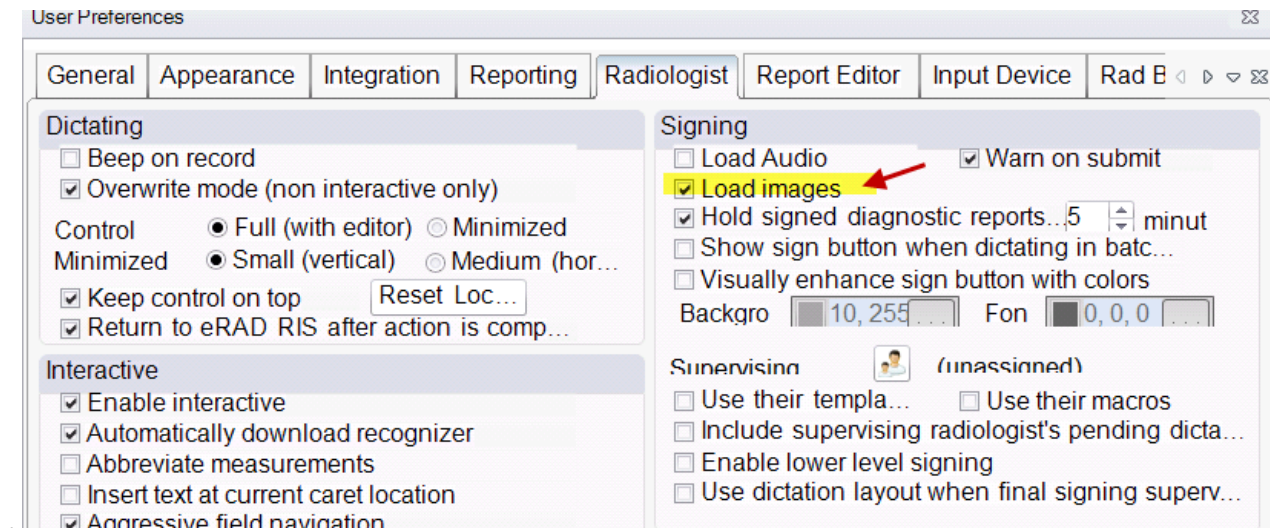 User Preferences
General Appearance Integration Reporting Radiologist Report Editor Input Device Rad B
Dictating
Beep on record
Overwrite mode (non interactive only)
Control Full (with editor) Minimized
Minimized Small (vertical) Medium (hor...
Keep control on top Reset Loc...
Return to eRAD RIS after action is comp...
Interactive
Enable interactive
Automatically download recognizer
Abbreviate measurements
Insert text at current caret location
Aggressive field navigation
Signing
Load Audio Warn on submit
Load images
Hold signed diagnostic reports... 5 minut
Show sign button when dictating in batc...
Visually enhance sign button with colors
Backgro 10, 255 ... Fon 0, 0, 0 ...
Supervising (unassigned)
Use their templa... Use their macros
Include supervising radiologist's pending dicta...
Enable lower level signing
Use dictation layout when final signing superv...